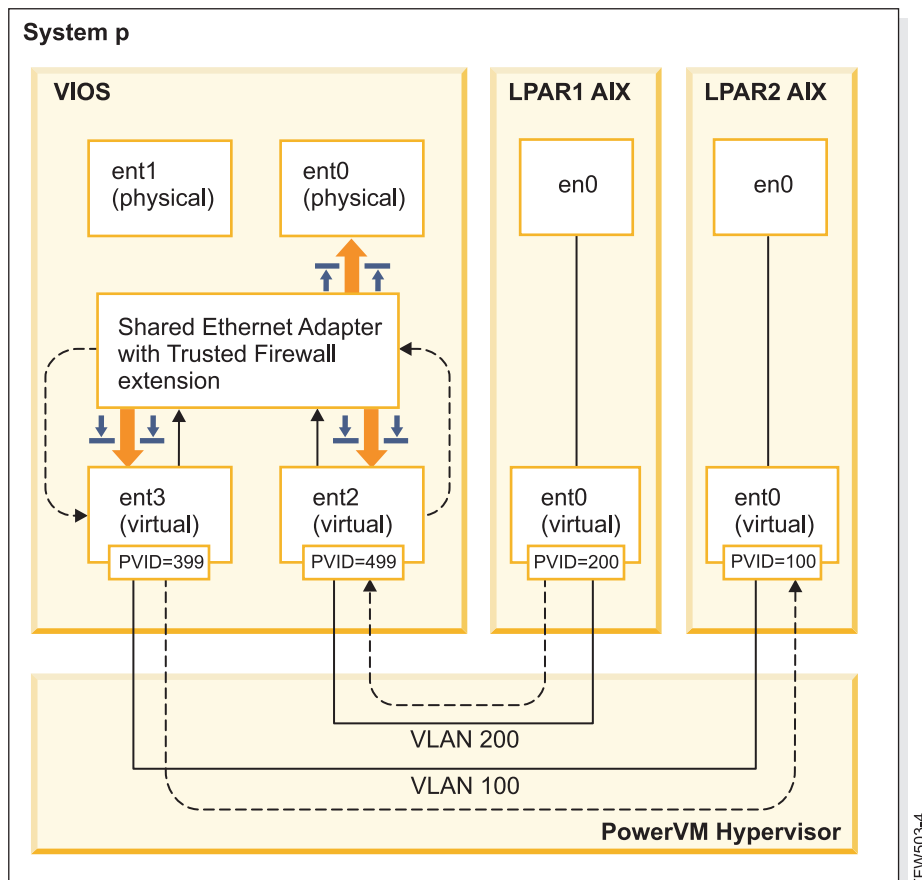 System p
VIOS
LPAR1 AIX
LPAR2 AIX
ent1
(physical)
ent0
(physical)
en0
en0
Shared Ethernet Adapter
with Trusted Firewall
extension
ent3
(virtual)
ent2
(virtual)
ent0
(virtual)
ent0
(virtual)
PVID=399
PVID=499
PVID=200
PVID=100
VLAN 200
VLAN 100
PowerVM Hypervisor